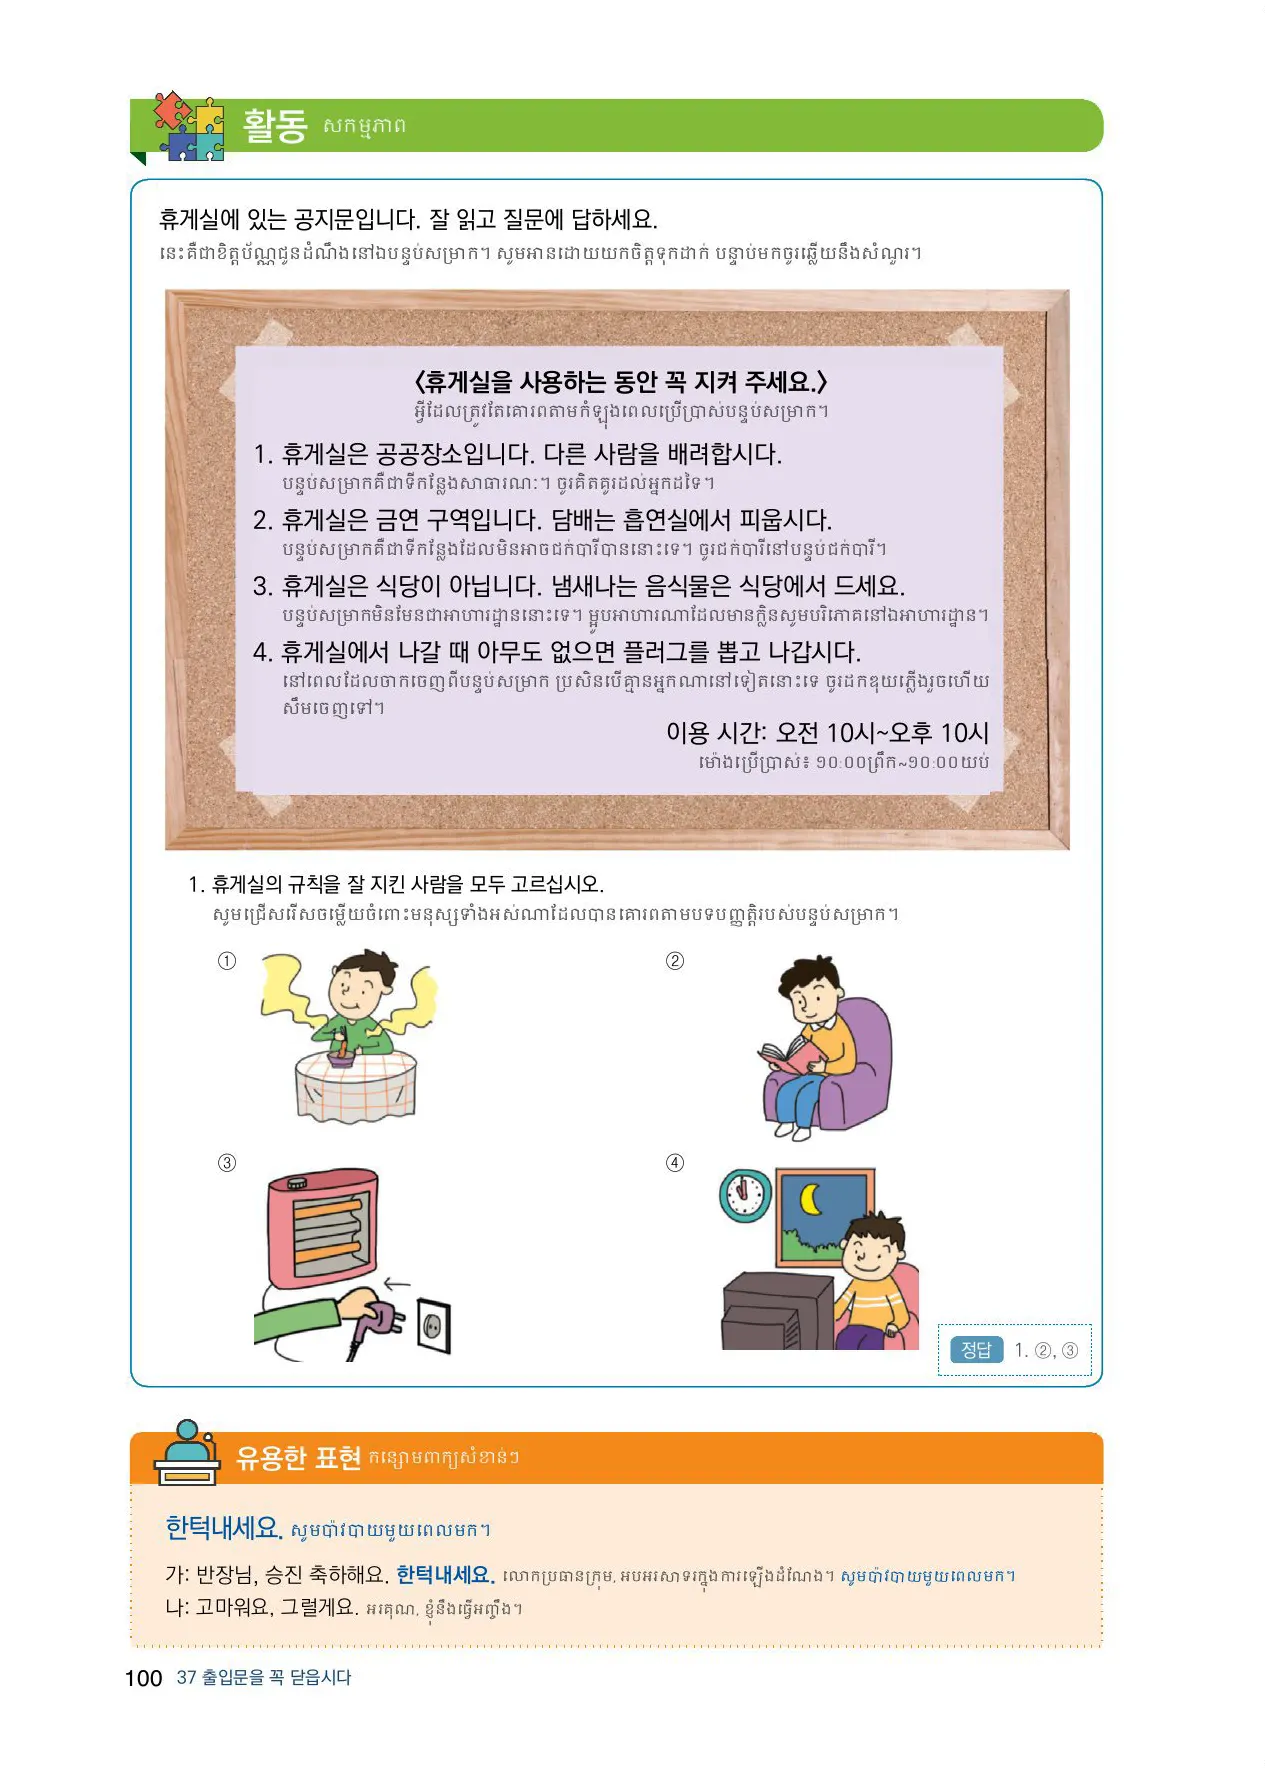 활동 សកម្មភាព
휴게실에 있는 공지문입니다. 잘 읽고 질문에 답하세요.
នេះគឺជាខិត្តប័ណ្ណជូនដំណឹងនៅឯបន្ទប់សម្រាក។ សូមអានដោយយកចិត្តទុកដាក់ បន្ទាប់មកចូរឆ្លើយនឹងសំណួរ។
〈휴게실을 사용하는 동안 꼭 지켜 주세요.〉
អ្វីដែលត្រូវតែគោរពតាមកំឡុងពេលប្រើប្រាស់បន្ទប់សម្រាក។
1. 휴게실은 공공장소입니다. 다른 사람을 배려합시다.
បន្ទប់សម្រាកគឺជាទីកន្លែងសាធារណៈ។ ចូរគិតគូរដល់អ្នកដទៃ។
2. 휴게실은 금연 구역입니다. 담배는 흡연실에서 피웁시다.
បន្ទប់សម្រាកគឺជាទីកន្លែងដែលមិនអាចជក់បារីបាននោះទេ។ ចូរជក់បារីនៅបន្ទប់ជក់បារី។
3. 휴게실은 식당이 아닙니다. 냄새나는 음식물은 식당에서 드세요.
បន្ទប់សម្រាកមិនមែនជាអាហារដ្ឋាននោះទេ។ ម្ហូបអាហារណាដែលមានក្លិនសូមបរិភោគនៅឯអាហារដ្ឋាន។
4. 휴게실에서 나갈 때 아무도 없으면 플러그를 뽑고 나갑시다.
នៅពេលដែលចាកចេញពីបន្ទប់សម្រាក ប្រសិនបើគ្មានអ្នកណានៅទៀតនោះទេ ចូរដកឌុយភ្លើងរួចហើយ
សឹមចេញទៅ។
이용 시간: 오전 10시~오후 10시
ម៉ោងប្រើប្រាស់៖ ១០:០០ព្រឹក~១០:០០យប់
1. 휴게실의 규칙을 잘 지킨 사람을 모두 고르십시오.
សូមជ្រើសរើសចម្លើយចំពោះមនុស្សទាំងអស់ណាដែលបានគោរពតាមបទបញ្ញត្តិរបស់បន្ទប់សម្រាក។
① ②
③ ④
정답 1. ②, ③
유용한 표현 កន្សោមពាក្យសំខាន់ៗ
한턱내세요. សូមប៉ាវបាយមួយពេលមក។
가: 반장님, 승진 축하해요. 한턱내세요. លោកប្រធានក្រុម, អបអរសាទរក្នុងការឡើងដំណែង។ សូមប៉ាវបាយមួយពេលមក។
나: 고마워요, 그럴게요. អរគុណ, ខ្ញុំនឹងធ្វើអញ្ចឹង។
100 37 출입문을 꼭 닫읍시다